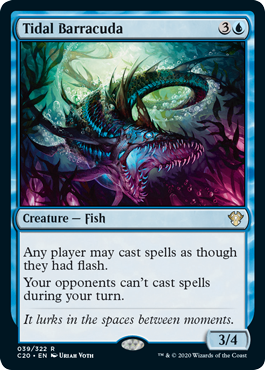 Tidal Barracuda 3
Creature — Fish
Any player may cast spells as though
they had flash.
Your opponents can't cast spells
during your turn.
It lurks in the spaces between moments.
3/4
039/322 R
C20 • EN Uriah Voth
™ & © 2020 Wizards of the Coast